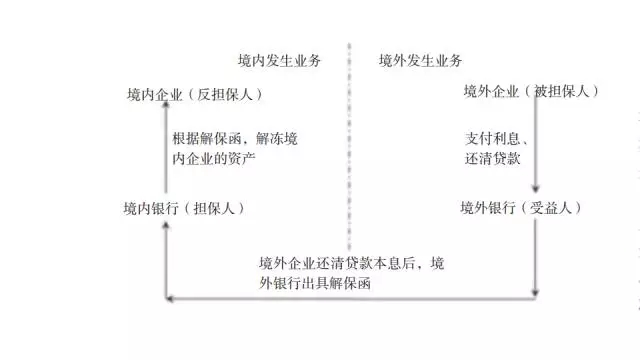 境内发生业务
境外发生业务
境内企业（反担保人）
境外企业（被担保人）
根据解保函，解冻境
内企业的资产
支付利息、
还清贷款
境内银行（担保人）
境外银行（受益人）
境外企业还清贷款本息后，境
外银行出具解保函